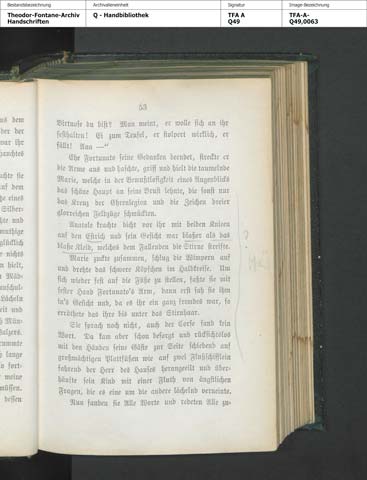 Bestandsbezeichnung
Archivalieneinheit
Signatur
Image-Bezeichnung
Theodor-Fontane-Archiv
Handschriften
Q - Handbibliothek
TFA A
Q49
TFA-A-
Q49,0063
53
Virtuose du bist! Man meint, er wolle sich an ihr
festhalten! Ei zum Teufel, er stolpert wirklich, er
fällt! Ana —"
Ehe Fortunats seine Gedanken beendet, streckte er
die Arme aus und haschte, griff und hielt die taumelnde
Marie, welche in der Bewußtlosigkeit eines Augenblicks
das schöne Haupt an seine Brust lehnte, die sonst nur
das Kreuz der Ehrenlegion und die Zeichen dreier
glorreichen Feldzüge schmückten.
Anatole krachte dicht vor ihr mit beiden Knieen
auf den Estrich und sein Gesicht war blasser als das
blasse Kleid, welches dem Fallenden die Stirne streifte.
Marie zuckte zusammen, schlug die Wimpern auf
und drehte das schwere Köpfchen im Halbkreise. Um
sich wieder fest auf die Füße zu stellen, faßte sie mit
fester Hand Fortunato's Arm, dann erst sah sie ihm
in's Gesicht und, da es ihr ein ganz fremdes war, so
erröthete das ihre bis unter das Stirnhaar.
Sie sprach noch nicht, auch der Corse fand kein
Wort. Da kam aber schon besorgt und rücksichtslos
mit den Händen seine Gäste zur Seite schiebend auf
großmächtigen Plattfüßen wie auf zwei Flußschifflein
fahrend der Herr des Hauses herangeeilt und über-
häufte sein Kind mit einer Fluth von ängstlichen
Fragen, die es eine um die andere lächelnd verneinte.
Nun fanden sie Alle Worte und redeten Alle zu-